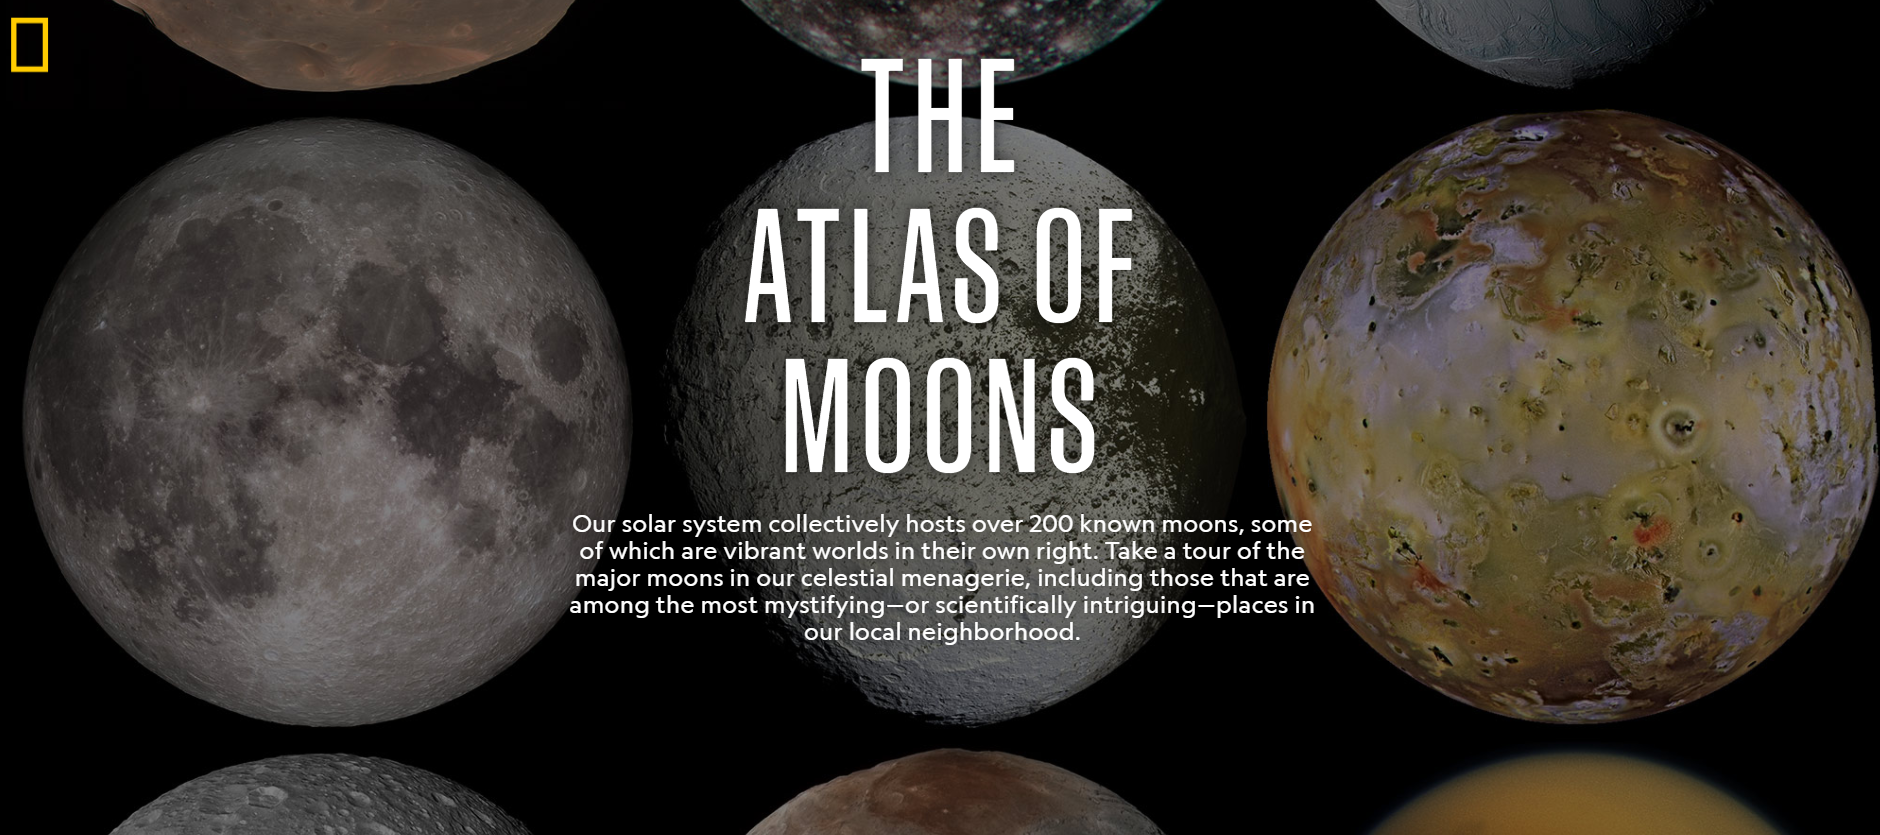 THE
ATLAS OF
MOONS
Our solar system collectively hosts over 200 known moons, some
of which are vibrant worlds in their own right. Take a tour of the
major moons in our celestial menagerie, including those that are
among the most mystifying—or scientifically intriguing—places in
our local neighborhood.